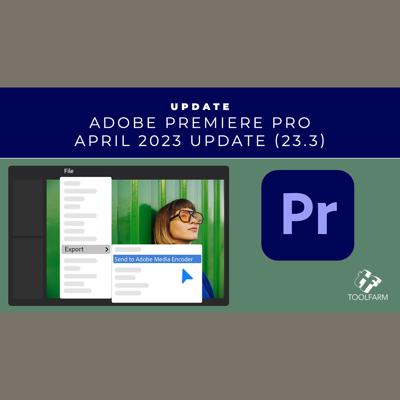 UPDATE
ADOBE PREMIERE PRO
APRIL 2023 UPDATE (23.3)
File
Export
Send to Adobe Media Encoder
Pr
TOOLFARM